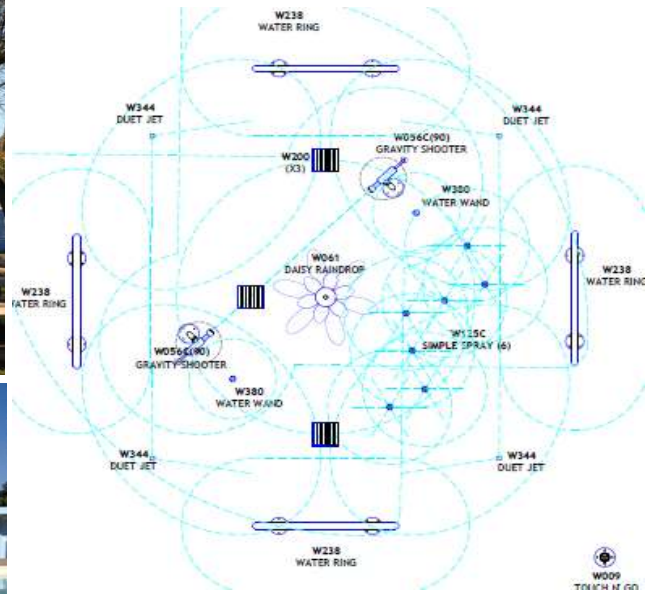 W238
WATER RING
W344
DUET JET
W344
DUET JET
W056C(90)
GRAVITY SHOOTER
W200
(X3)
W380
WATER WAND
W061
DAISY RAINDROP
W238
WATER RING
W238
WATER RING
W125C
SIMPLE SPRAY (6)
W056C(90)
GRAVITY SHOOTER
W380
WATER WAND
W344
DUET JET
W344
DUET JET
W238
WATER RING
W009
TOUCH N' GO